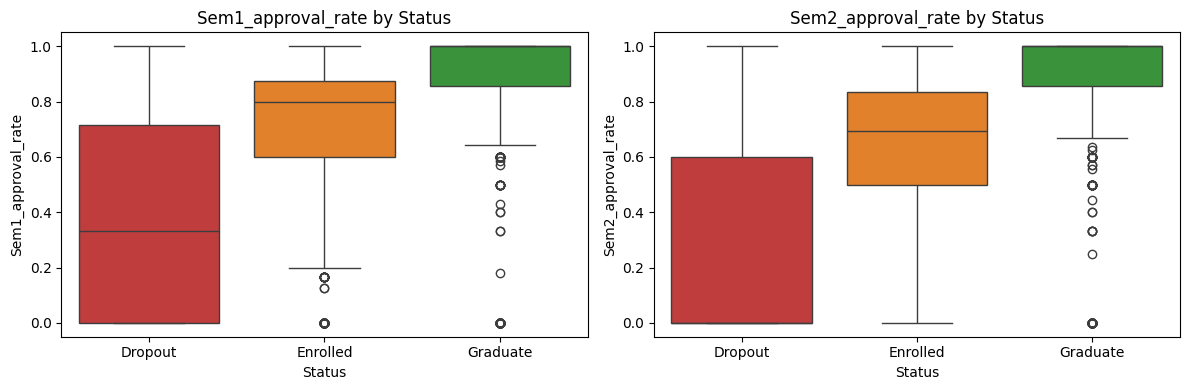 Sem1_approval_rate by Status
Sem1_approval_rate
1.0
0.8
0.6
0.4
0.2
0.0
Dropout
Enrolled
Graduate
Status
Sem2_approval_rate by Status
Sem2_approval_rate
1.0
0.8
0.6
0.4
0.2
0.0
Dropout
Enrolled
Graduate
Status